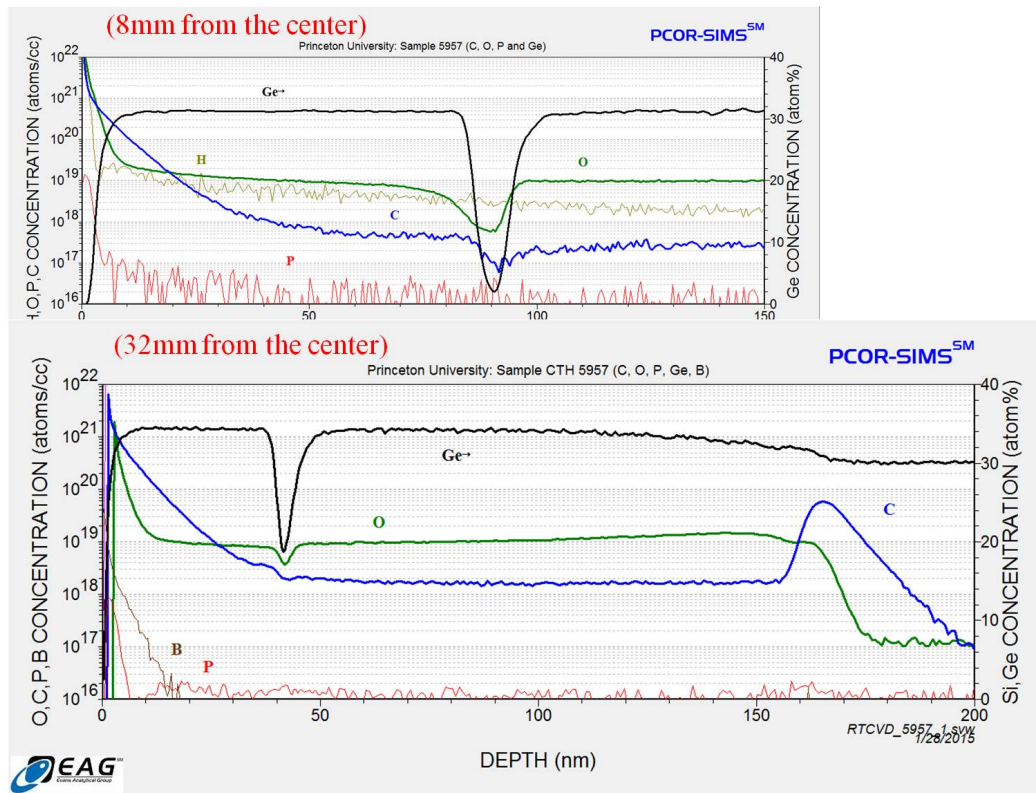 (8mm from the center)
Princeton University: Sample 5957 (C, O, P and Ge)
PCOR-SIMS SM
H,O,P,C CONCENTRATION (atoms/cc)
10^22
10^21
10^20
10^19
10^18
10^17
10^16
Ge→
H
O
C
P
40
30
20
10
0
Ge CONCENTRATION (atom%)
0 50 100 150
(32mm from the center)
Princeton University: Sample CTH 5957 (C, O, P, Ge, B)
PCOR-SIMS SM
O,C,P,B CONCENTRATION (atoms/cc)
10^22
10^21
10^20
10^19
10^18
10^17
10^16
Ge→
O
C
B
P
40
30
20
10
0
Si,Ge CONCENTRATION (atom%)
0 50 100 150 200
RTCVD_5957_1.svw
1/28/2015
DEPTH (nm)
EAG SM
Evans Analytical Group